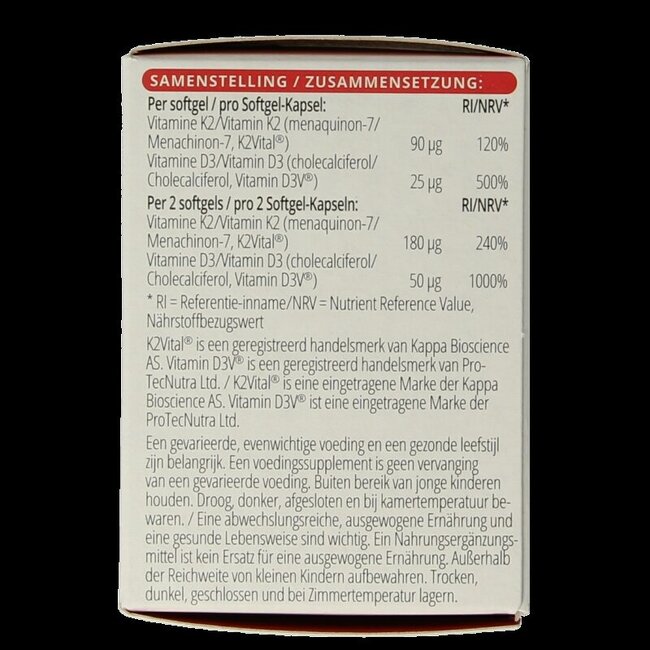 SAMENSTELLING / ZUSAMMENSETZUNG:
Per softgel / pro Softgel-Kapsel: RI/NRV*
Vitamine K2/Vitamin K2 (menaquinon-7/
Menachinon-7, K2Vital®) 90 µg 120%
Vitamine D3/Vitamin D3 (cholecalciferol/
Cholecalciferol, Vitamin D3V®) 25 µg 500%
Per 2 softgels / pro 2 Softgel-Kapseln: RI/NRV*
Vitamine K2/Vitamin K2 (menaquinon-7/
Menachinon-7, K2Vital®) 180 µg 240%
Vitamine D3/Vitamin D3 (cholecalciferol/
Cholecalciferol, Vitamin D3V®) 50 µg 1000%
* RI = Referentie-inname/NRV = Nutrient Reference Value,
Nährstoffbezugswert
K2Vital® is een geregistreerd handelsmerk van Kappa Bioscience
AS. Vitamin D3V® is een geregistreerd handelsmerk van Pro-
TecNutra Ltd. / K2Vital® is eine eingetragene Marke der Kappa
Bioscience AS. Vitamin D3V® ist eine eingetragene Marke der
ProTecNutra Ltd.
Een gevarieerde, evenwichtige voeding en een gezonde leefstijl
zijn belangrijk. Een voedingssupplement is geen vervanging
van een gevarieerde voeding. Buiten bereik van jonge kinderen
houden. Droog, donker, afgesloten en bij kamertemperatuur be-
waren. / Eine abwechslungsreiche, ausgewogene Ernährung und
eine gesunde Lebensweise sind wichtig. Ein Nahrungsergänzungs-
mittel ist kein Ersatz für eine ausgewogene Ernährung. Außerhalb
der Reichweite von kleinen Kindern aufbewahren. Trocken,
dunkel, geschlossen und bei Zimmertemperatur lagern.